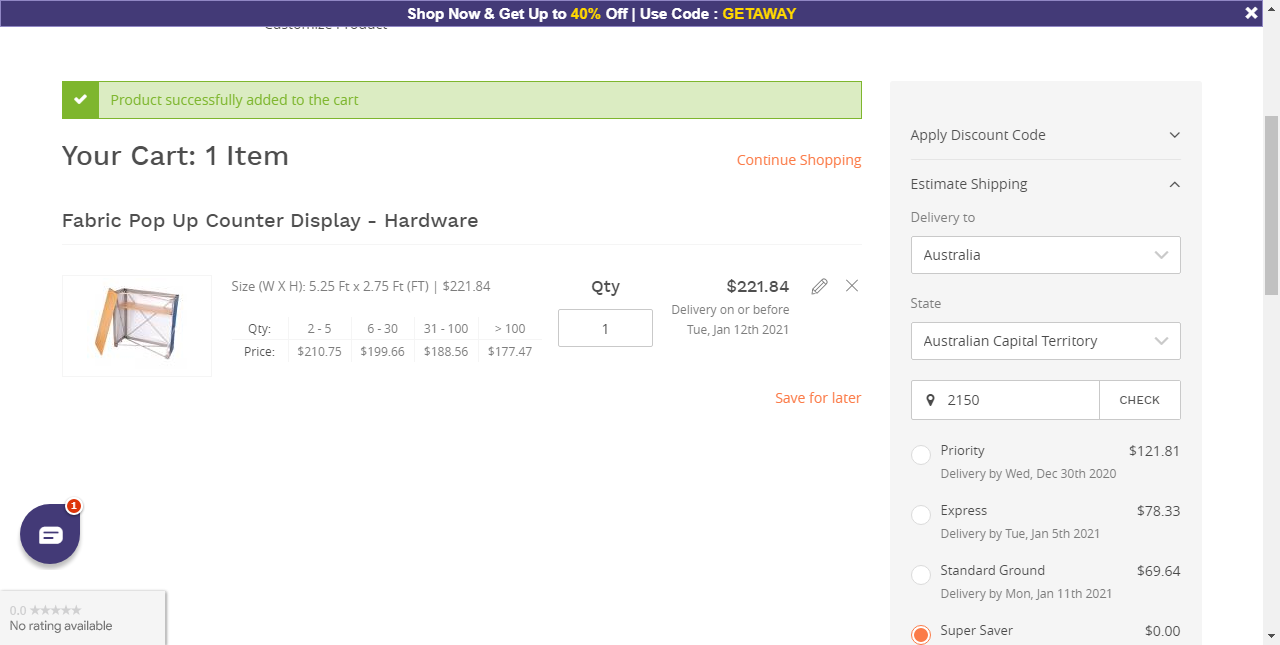 Shop Now & Get Up to 40% Off | Use Code : GETAWAY
Customize Product
Product successfully added to the cart
Your Cart: 1 Item
Continue Shopping
Fabric Pop Up Counter Display - Hardware
Size (W X H): 5.25 Ft x 2.75 Ft (FT) | $221.84
Qty: 2 - 5 6 - 30 31 - 100 > 100
Price: $210.75 $199.66 $188.56 $177.47
Qty
1
$221.84
Delivery on or before
Tue, Jan 12th 2021
Save for later
Apply Discount Code
Estimate Shipping
Delivery to
Australia
State
Australian Capital Territory
2150 CHECK
Priority $121.81
Delivery by Wed, Dec 30th 2020
Express $78.33
Delivery by Tue, Jan 5th 2021
Standard Ground $69.64
Delivery by Mon, Jan 11th 2021
Super Saver $0.00
1
0.0
No rating available